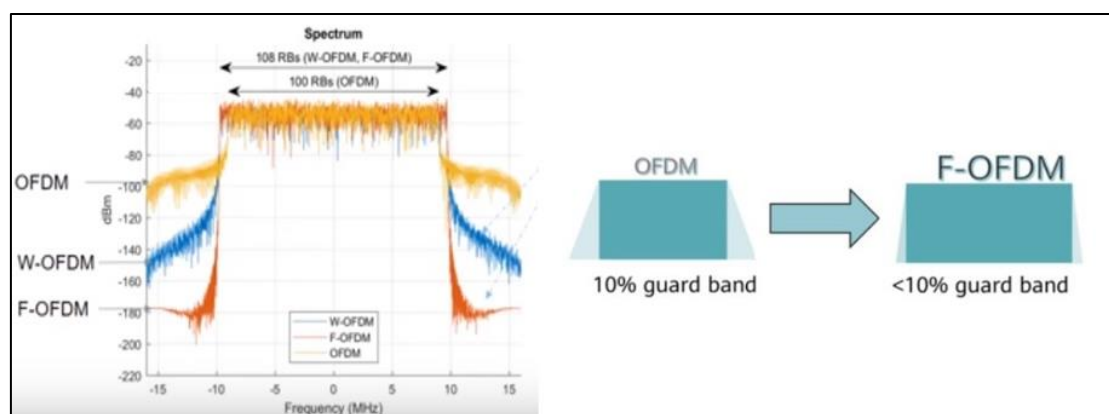 Spectrum
108 RBs (W-OFDM, F-OFDM)
100 RBs (OFDM)
-20
-40
-60
-80
-100
-120
-140
-160
-180
-200
-220
dBm
OFDM
W-OFDM
F-OFDM
W-OFDM
F-OFDM
OFDM
-15
-10
-5
0
5
10
15
Frequency (MHz)
OFDM
10% guard band
F-OFDM
<10% guard band